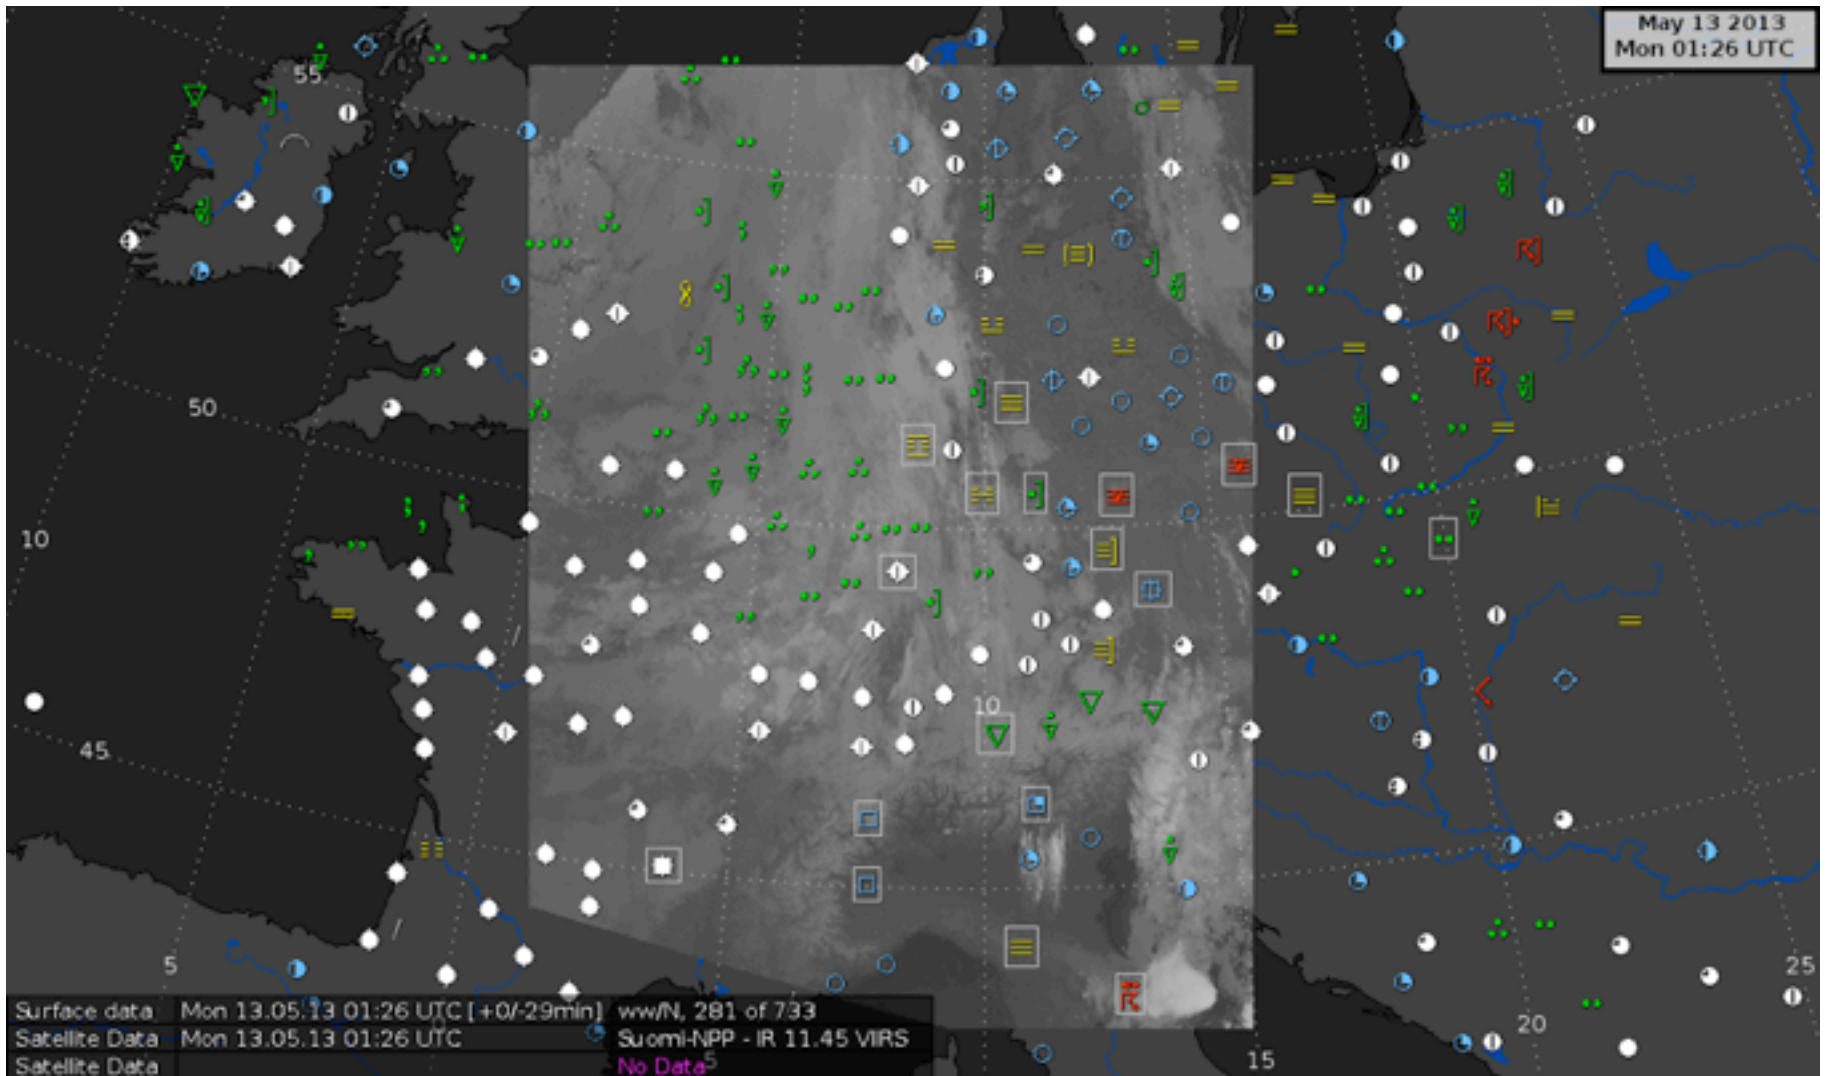 May 13 2013
Mon 01:26 UTC
55
50
10
10
45
5
25
20
15
5
Surface data Mon 13.05.13 01:26 UTC [+0/-29min] ww/N, 281 of 733
Satellite Data Mon 13.05.13 01:26 UTC Suomi-NPP - IR 11.45 VIIRS
Satellite Data No Data